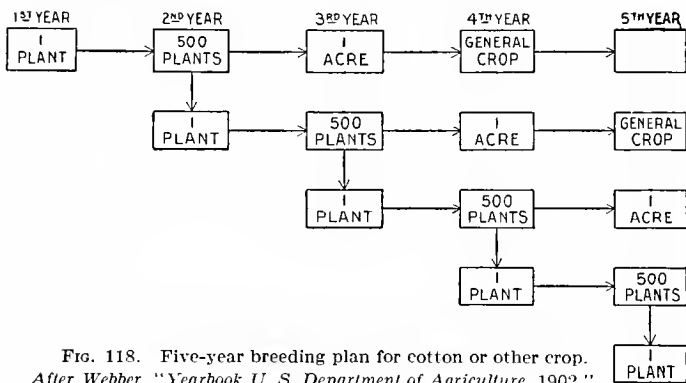 1ST YEAR 2ND YEAR 3RD YEAR 4TH YEAR 5TH YEAR
1 PLANT
500 PLANTS
1 ACRE
GENERAL CROP
1 PLANT
500 PLANTS
1 ACRE
GENERAL CROP
1 PLANT
500 PLANTS
1 ACRE
1 PLANT
500 PLANTS
1 PLANT
FIG. 118. Five-year breeding plan for cotton or other crop.
After Webber, "Yearbook U. S. Department of Agriculture, 1902."